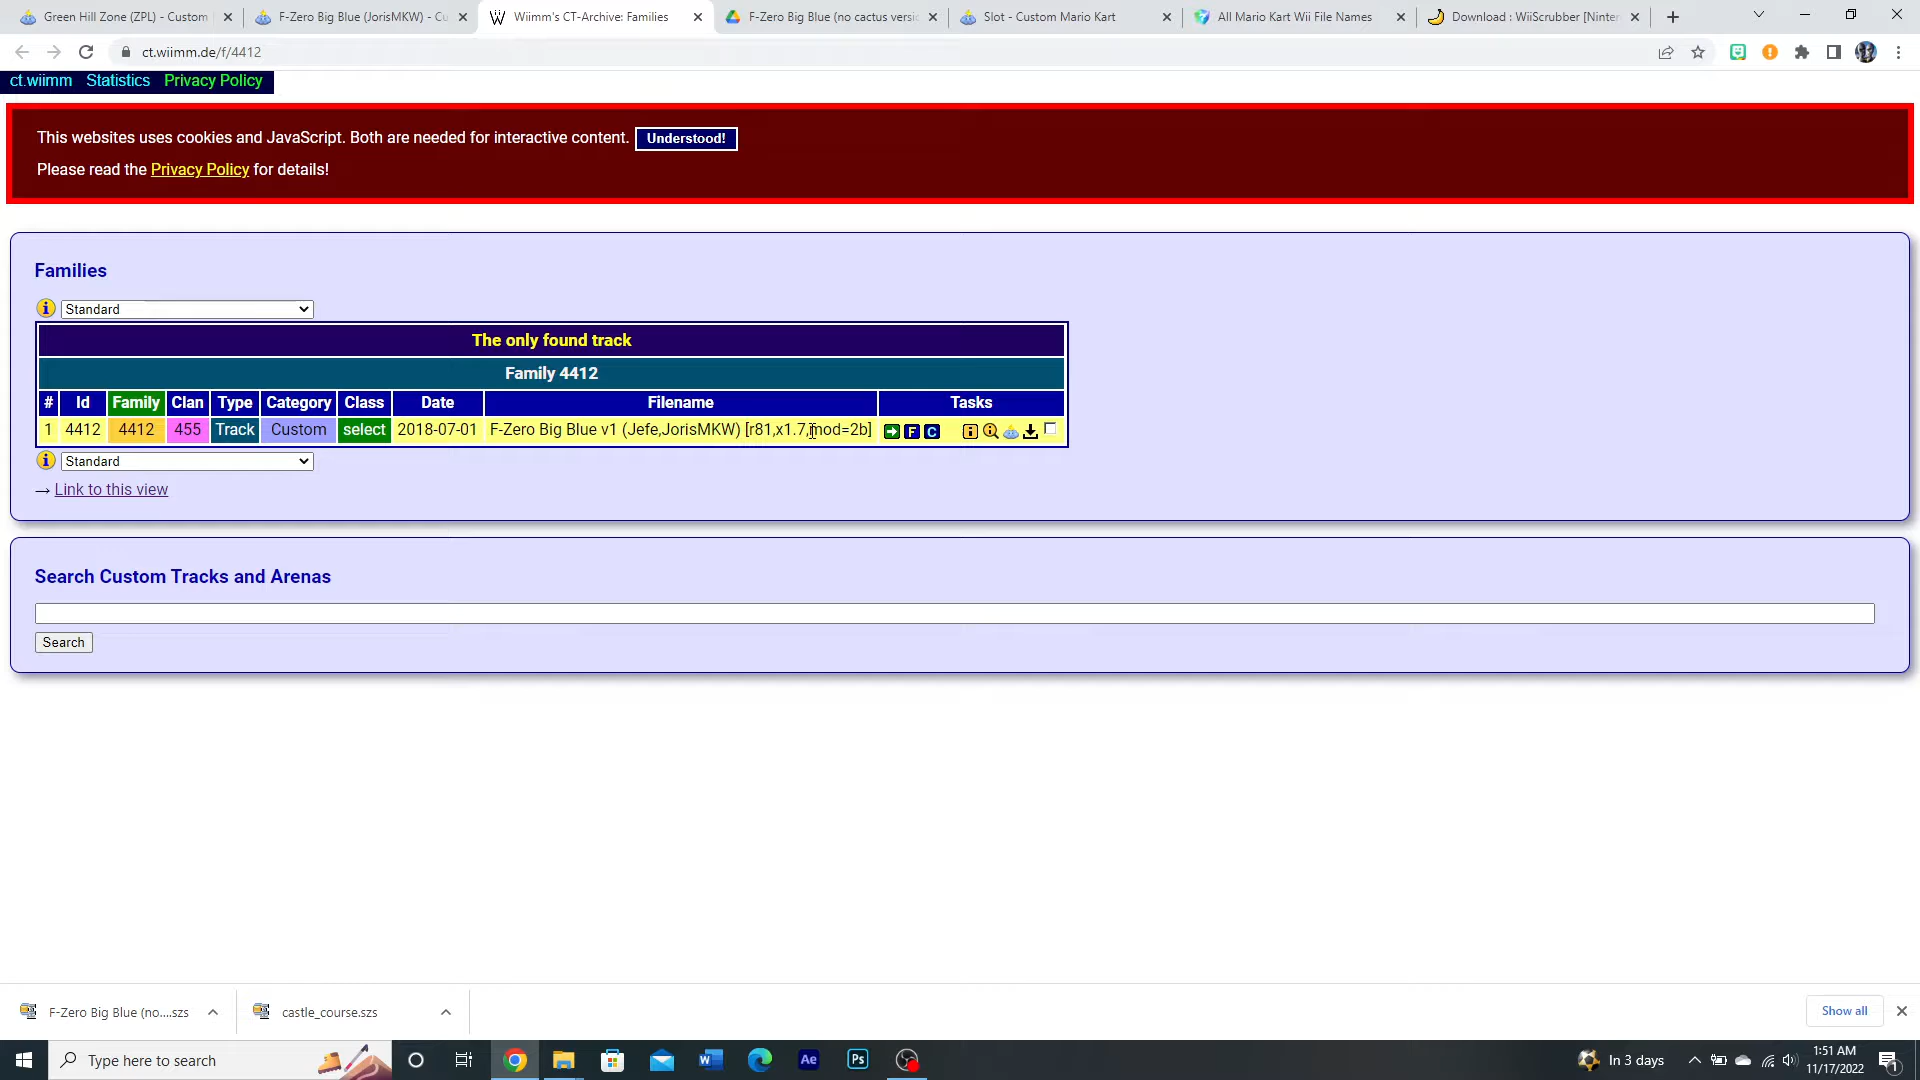 Green Hill Zone (ZPL) - Custom
F-Zero Big Blue (JorisMKW) - Cu
Wiimm's CT-Archive: Families
F-Zero Big Blue (no cactus versi
Slot - Custom Mario Kart
All Mario Kart Wii File Names
Download : WiiScrubber [Ninten
ct.wiimm.de/f/4412
ct.wiimm Statistics Privacy Policy
This websites uses cookies and JavaScript. Both are needed for interactive content. Understood!
Please read the Privacy Policy for details!
Families
Standard
The only found track
Family 4412
# Id Family Clan Type Category Class Date Filename Tasks
1 4412 4412 455 Track Custom select 2018-07-01 F-Zero Big Blue v1 (Jefe,JorisMKW) [r81,x1.7,mod=2b] F C
Standard
→ Link to this view
Search Custom Tracks and Arenas
Search
F-Zero Big Blue (no....szs
castle_course.szs
Show all
Type here to search
W
Ae
Ps
In 3 days
1:51 AM
11/17/2022
1